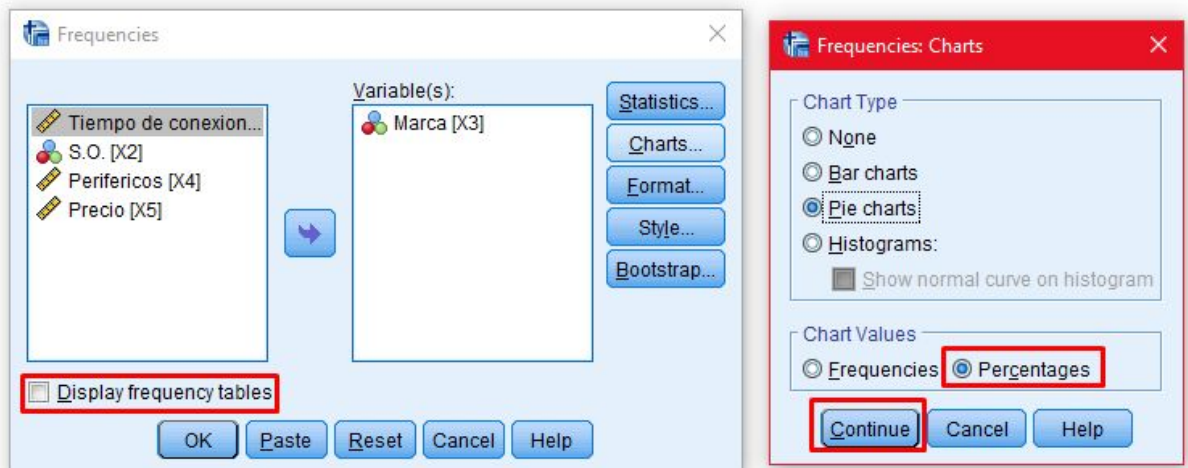 Frequencies
Variable(s):
Tiempo de conexion...
S.O. [X2]
Perifericos [X4]
Precio [X5]
Marca [X3]
Statistics...
Charts...
Format...
Style...
Bootstrap...
Display frequency tables
OK Paste Reset Cancel Help
Frequencies: Charts
Chart Type
None
Bar charts
Pie charts
Histograms:
Show normal curve on histogram
Chart Values
Frequencies Percentages
Continue Cancel Help